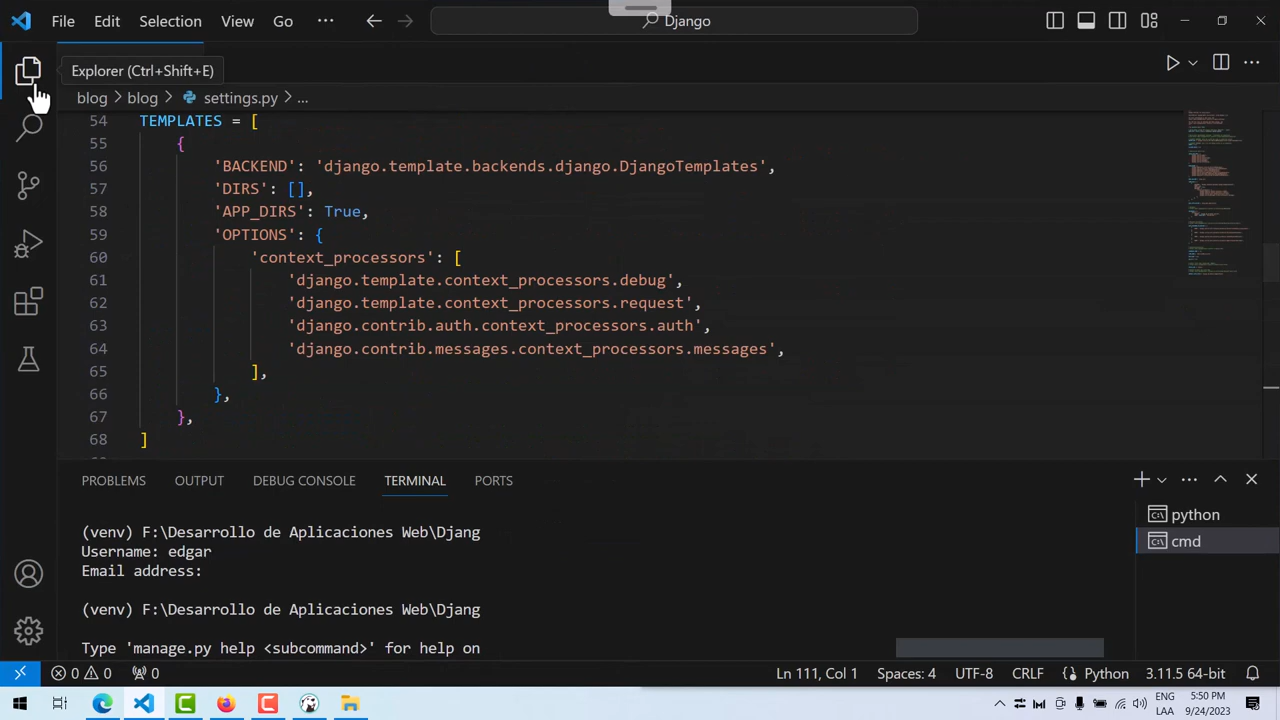 File Edit Selection View Go ··· Django
Explorer (Ctrl+Shift+E)
blog > blog > settings.py > ...
54 TEMPLATES = [
55 {
56 'BACKEND': 'django.template.backends.django.DjangoTemplates',
57 'DIRS': [],
58 'APP_DIRS': True,
59 'OPTIONS': {
60 'context_processors': [
61 'django.template.context_processors.debug',
62 'django.template.context_processors.request',
63 'django.contrib.auth.context_processors.auth',
64 'django.contrib.messages.context_processors.messages',
65 ],
66 },
67 },
68 ]
PROBLEMS OUTPUT DEBUG CONSOLE TERMINAL PORTS
(venv) F:\Desarrollo de Aplicaciones Web\Djang
Username: edgar
Email address:
(venv) F:\Desarrollo de Aplicaciones Web\Djang
Type 'manage.py help <subcommand>' for help on
python
cmd
0 0 0 Ln 111, Col 1 Spaces: 4 UTF-8 CRLF Python 3.11.5 64-bit
ENG 5:50 PM
LAA 9/24/2023